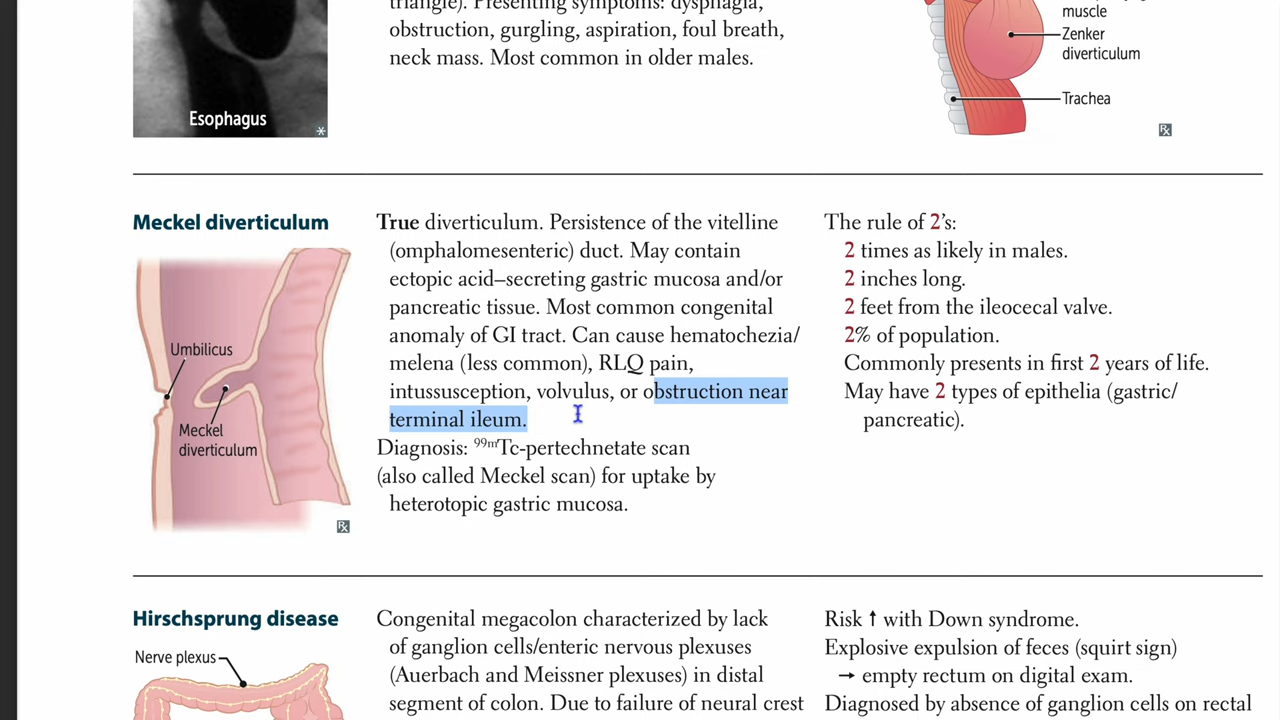 triangle). Presenting symptoms: dysphagia,
obstruction, gurgling, aspiration, foul breath,
neck mass. Most common in older males.
Esophagus
*
muscle
Zenker
diverticulum
Trachea
Rx
Meckel diverticulum
Umbilicus
Meckel
diverticulum
Rx
True diverticulum. Persistence of the vitelline
(omphalomesenteric) duct. May contain
ectopic acid–secreting gastric mucosa and/or
pancreatic tissue. Most common congenital
anomaly of GI tract. Can cause hematochezia/
melena (less common), RLQ pain,
intussusception, volvulus, or obstruction near
terminal ileum.
Diagnosis: ⁹⁹ᵐTc-pertechnetate scan
(also called Meckel scan) for uptake by
heterotopic gastric mucosa.
The rule of 2’s:
2 times as likely in males.
2 inches long.
2 feet from the ileocecal valve.
2% of population.
Commonly presents in first 2 years of life.
May have 2 types of epithelia (gastric/
pancreatic).
Hirschsprung disease
Nerve plexus
Congenital megacolon characterized by lack
of ganglion cells/enteric nervous plexuses
(Auerbach and Meissner plexuses) in distal
segment of colon. Due to failure of neural crest
Risk ↑ with Down syndrome.
Explosive expulsion of feces (squirt sign)
→ empty rectum on digital exam.
Diagnosed by absence of ganglion cells on rectal